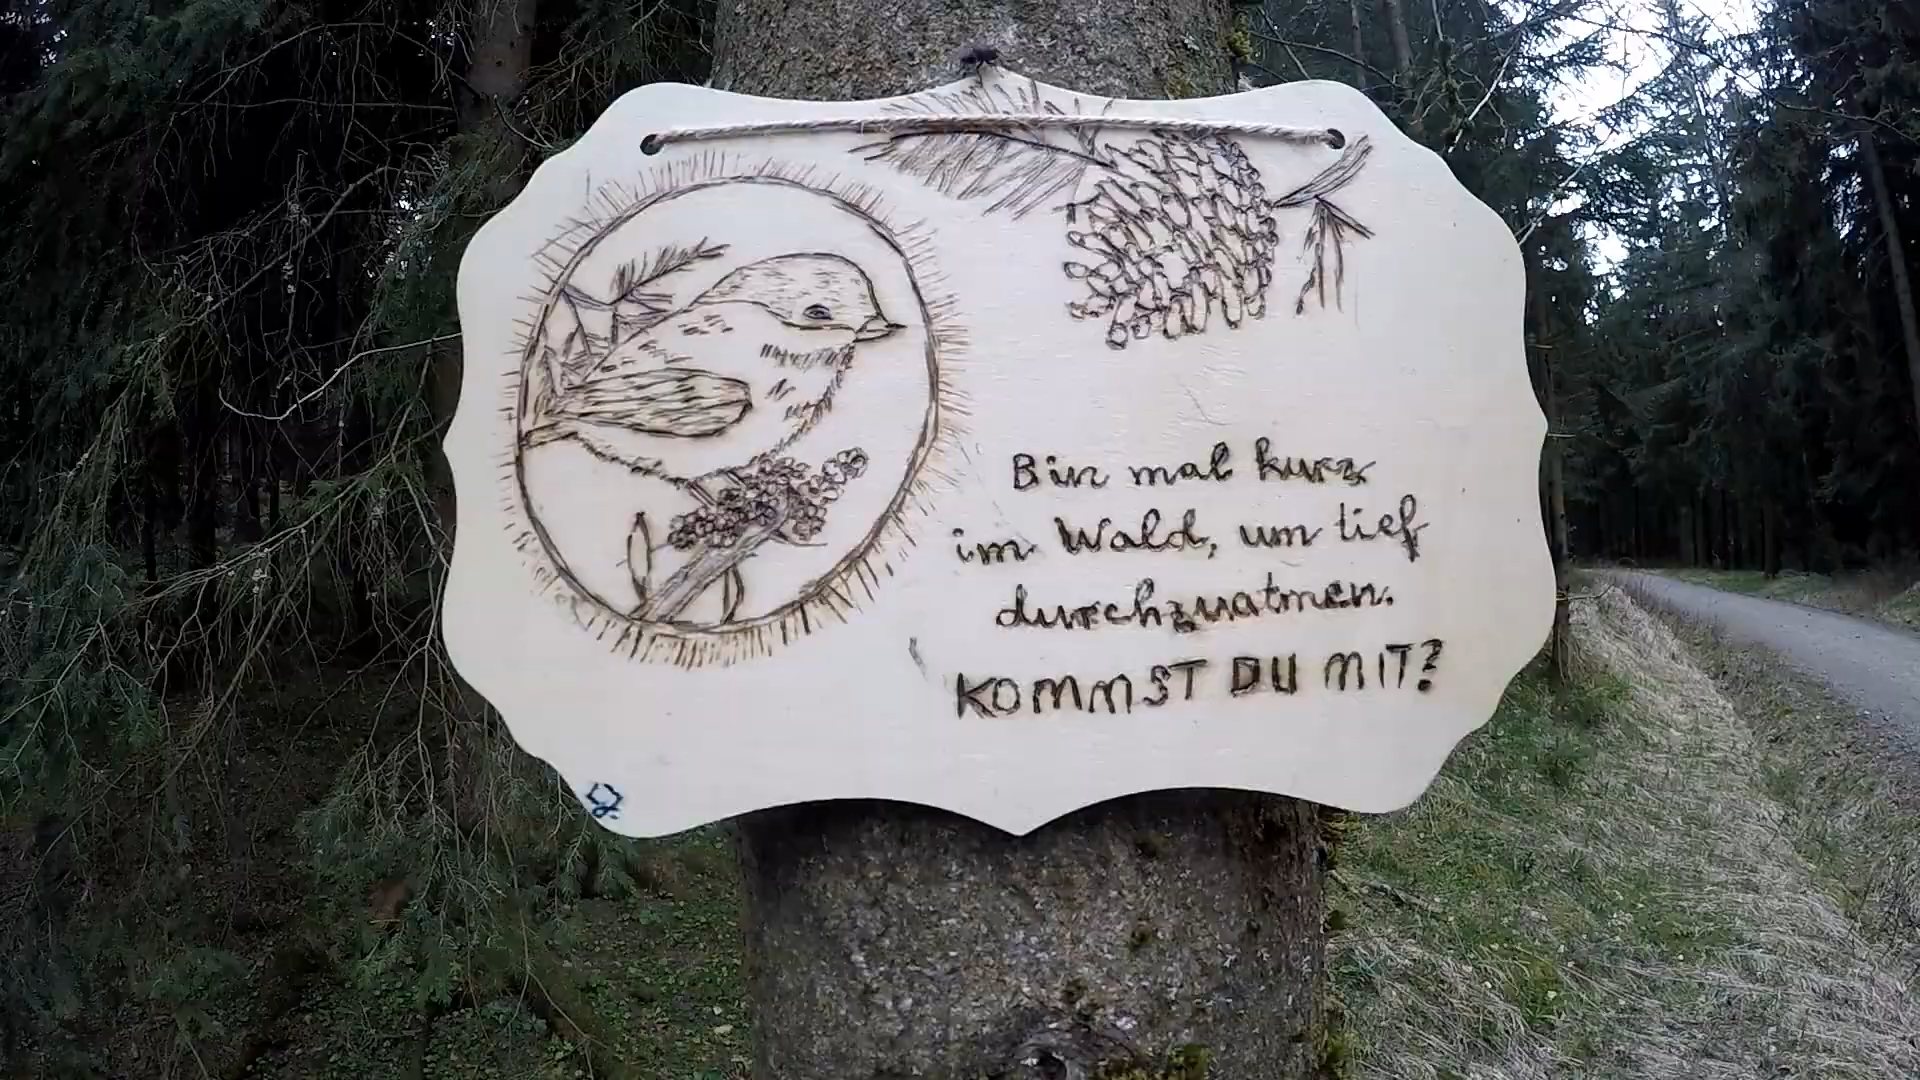 Bin mal kurz
im Wald, um tief
durchzuatmen.
KOMMST DU MIT?